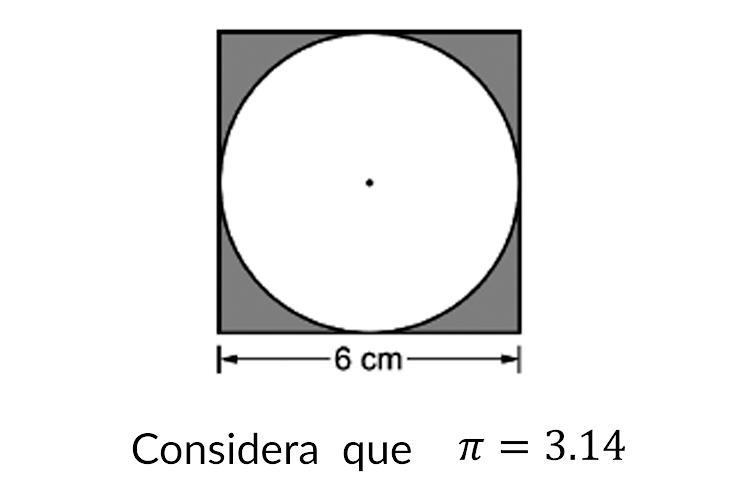 6 cm
Considera que π = 3.14